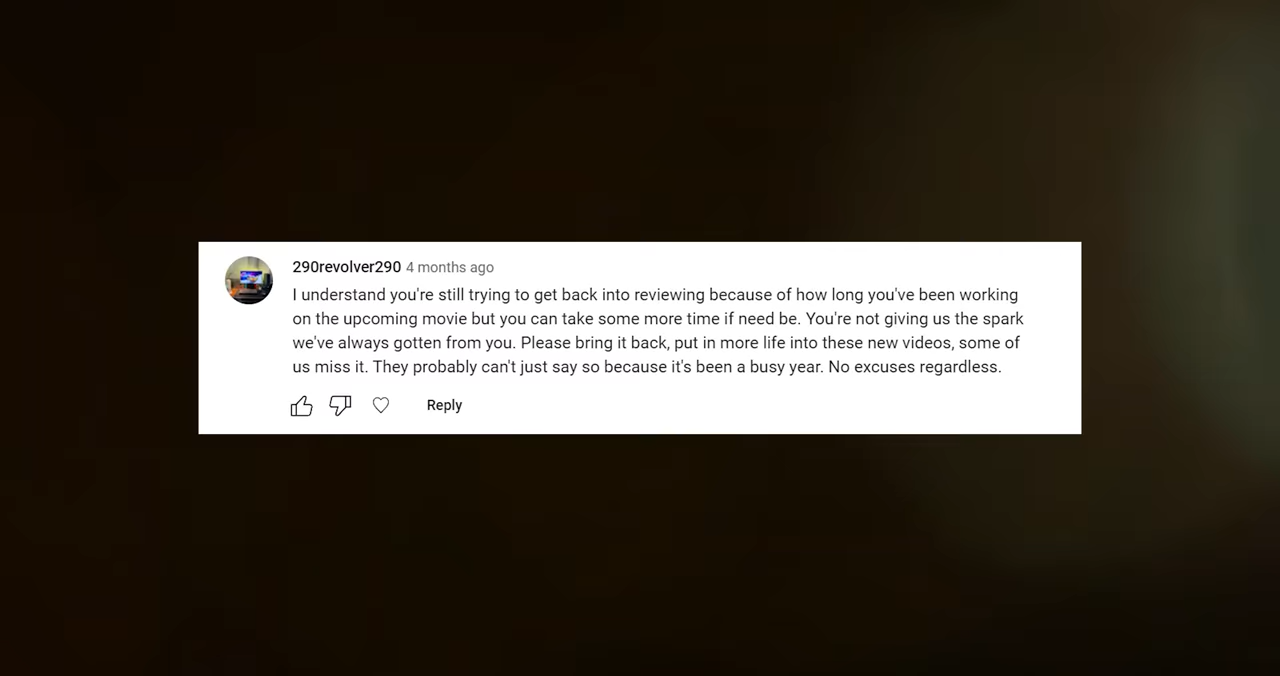 290revolver290 4 months ago
I understand you're still trying to get back into reviewing because of how long you've been working
on the upcoming movie but you can take some more time if need be. You're not giving us the spark
we've always gotten from you. Please bring it back, put in more life into these new videos, some of
us miss it. They probably can't just say so because it's been a busy year. No excuses regardless.
Reply